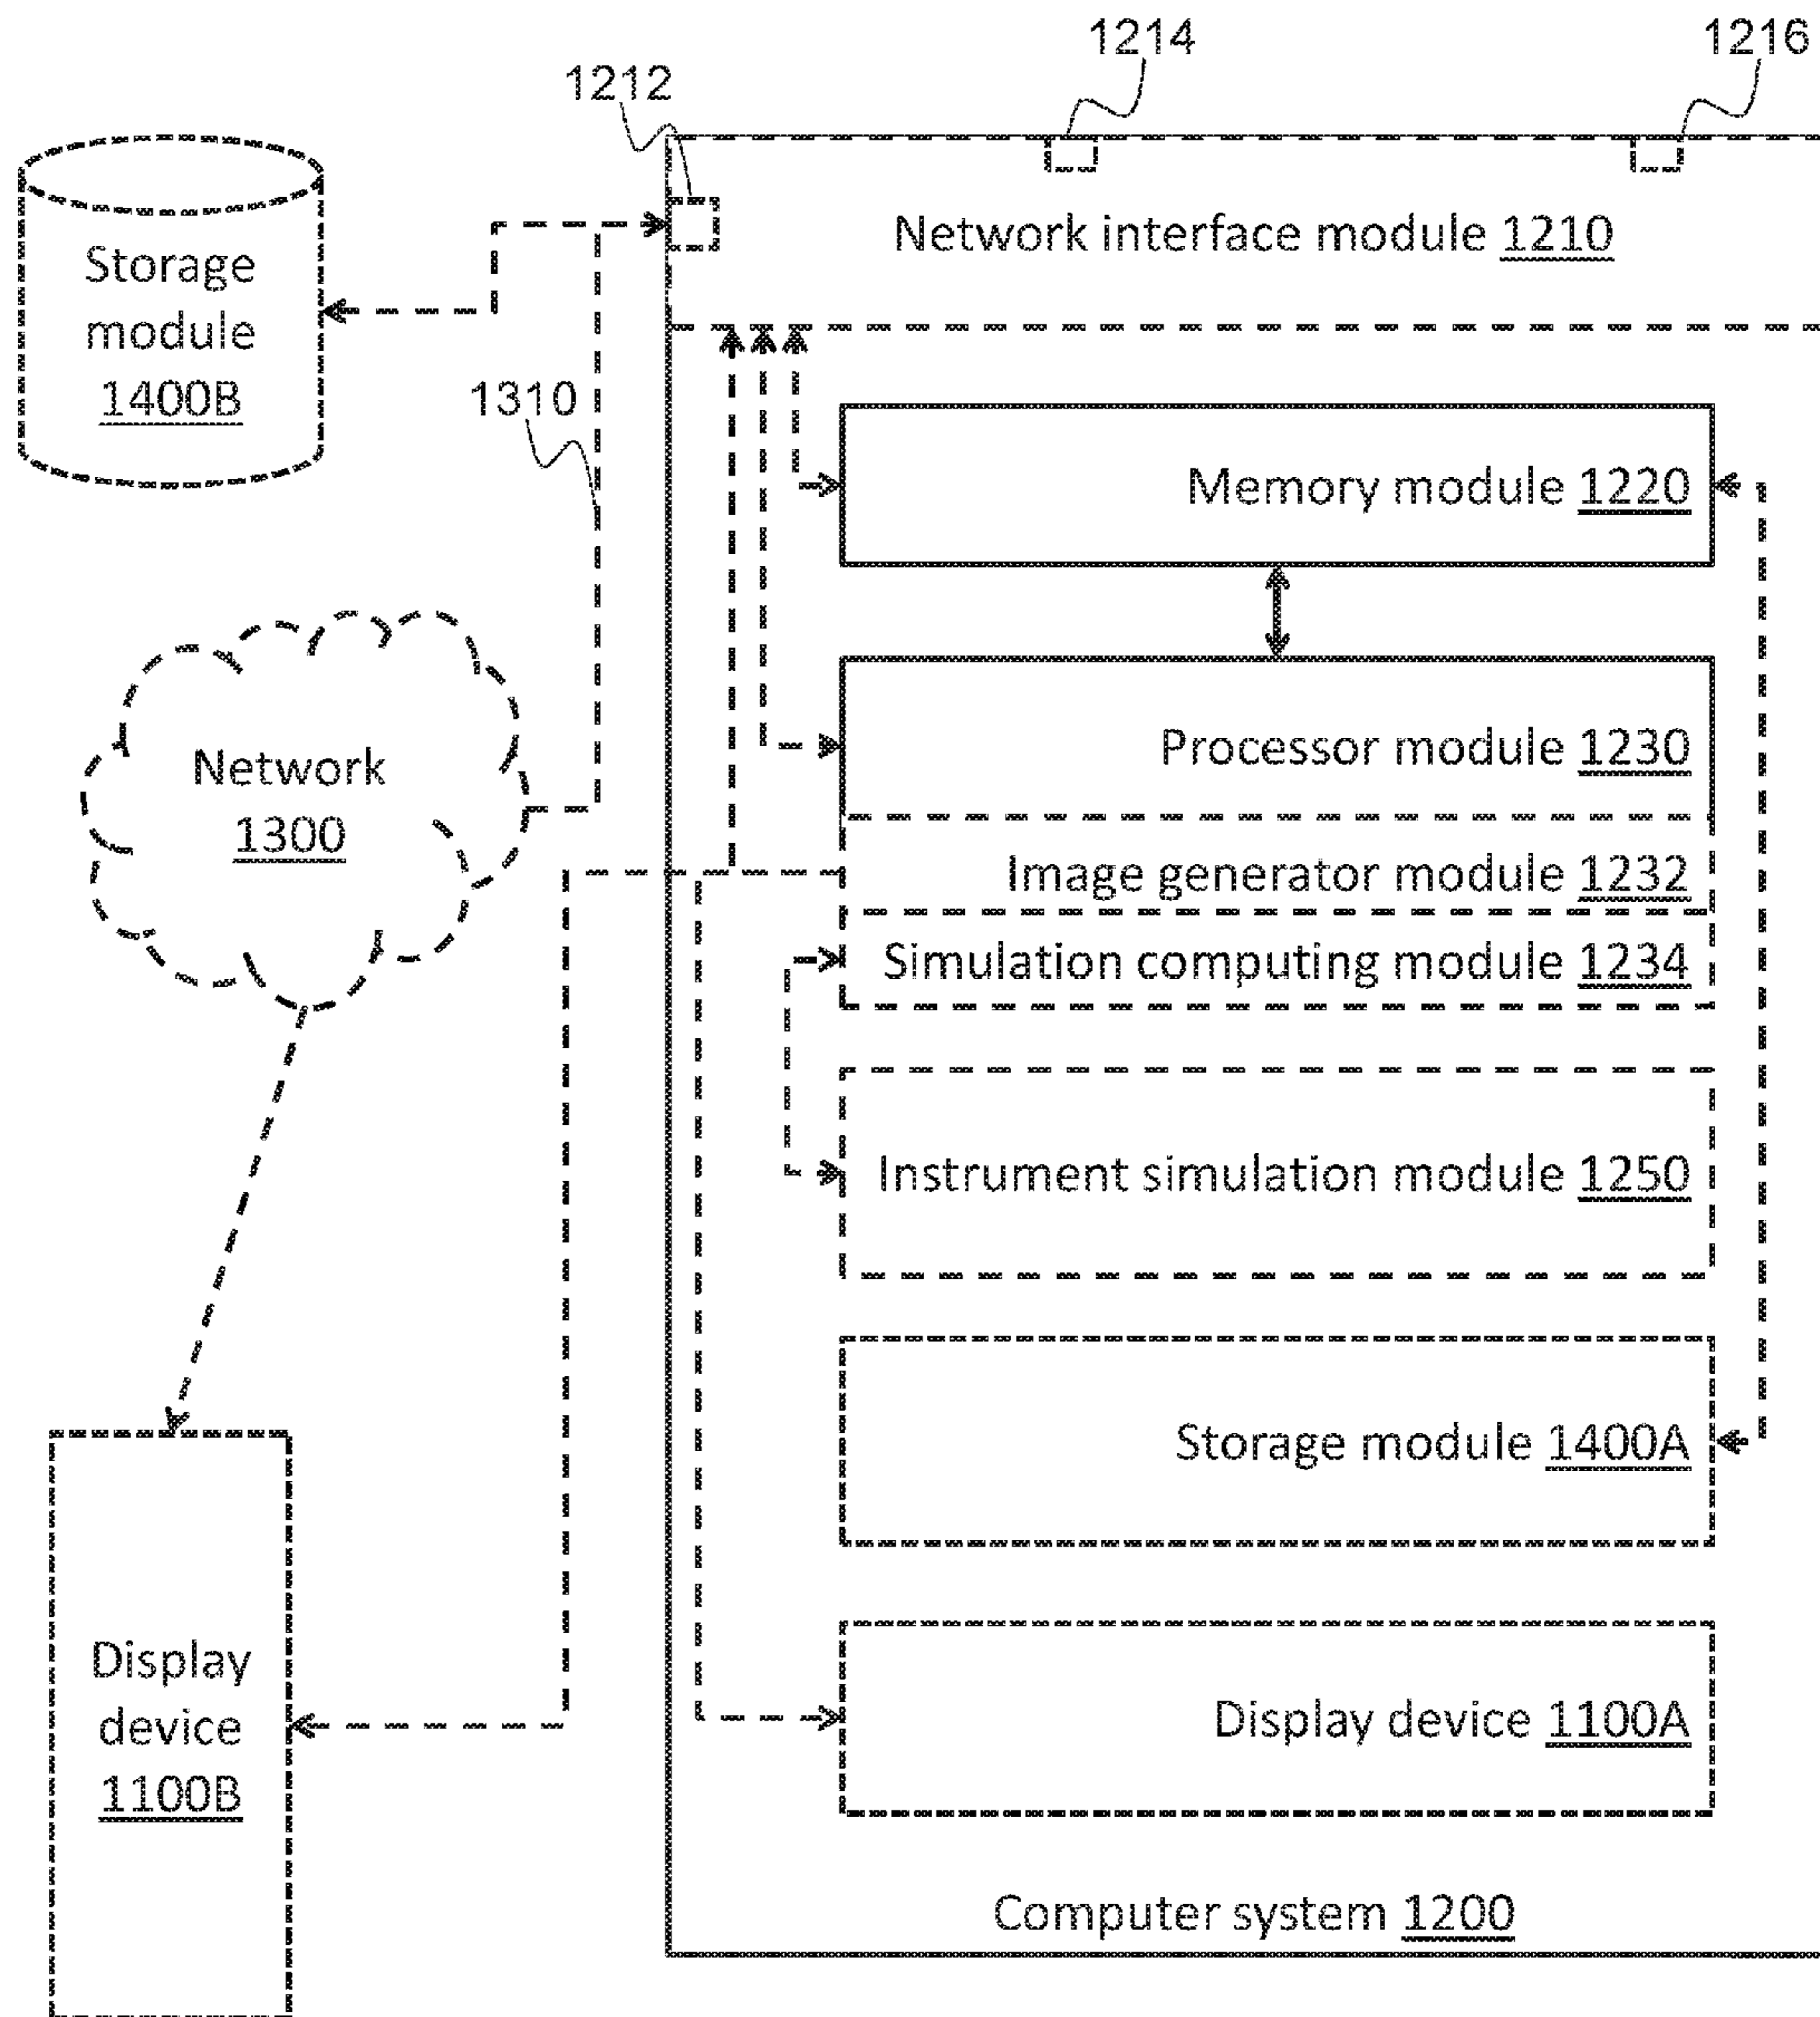 1214
1216
1212
Storage
module
1400B
Network interface module 1210
1310
Memory module 1220
Network
1300
Processor module 1230
Image generator module 1232
Simulation computing module 1234
Instrument simulation module 1250
Storage module 1400A
Display
device
1100B
Display device 1100A
Computer system 1200